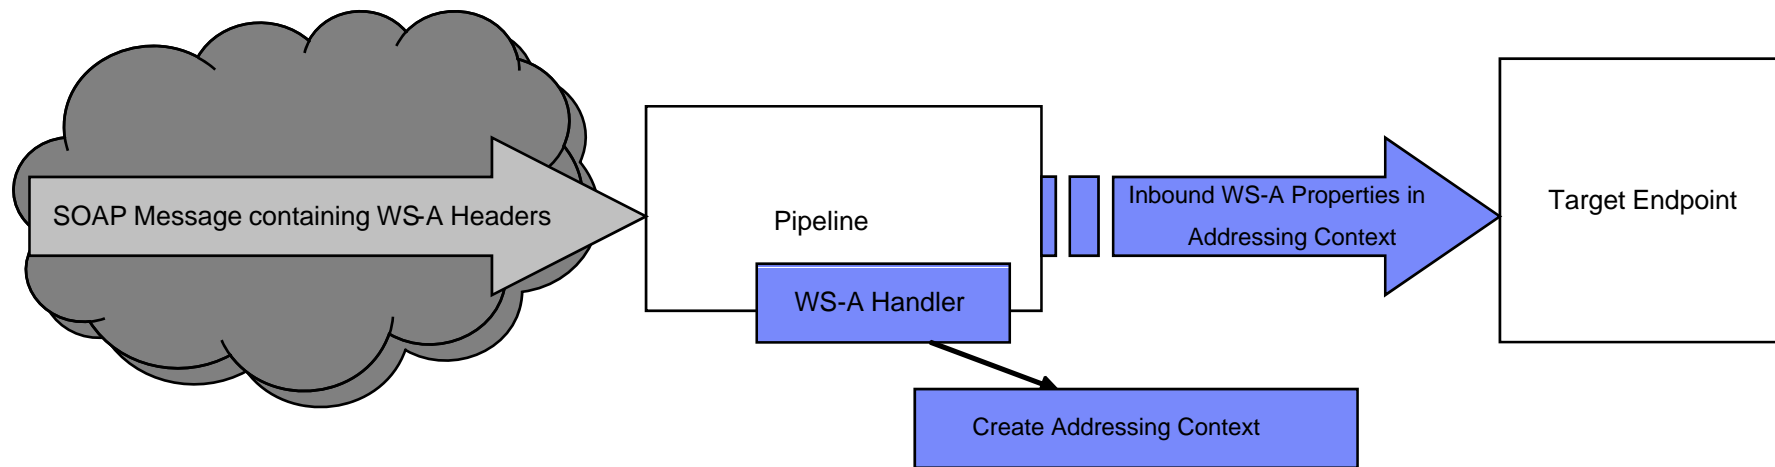 SOAP Message containing WS-A Headers
Pipeline
WS-A Handler
Create Addressing Context
Inbound WS-A Properties in
Addressing Context
Target Endpoint